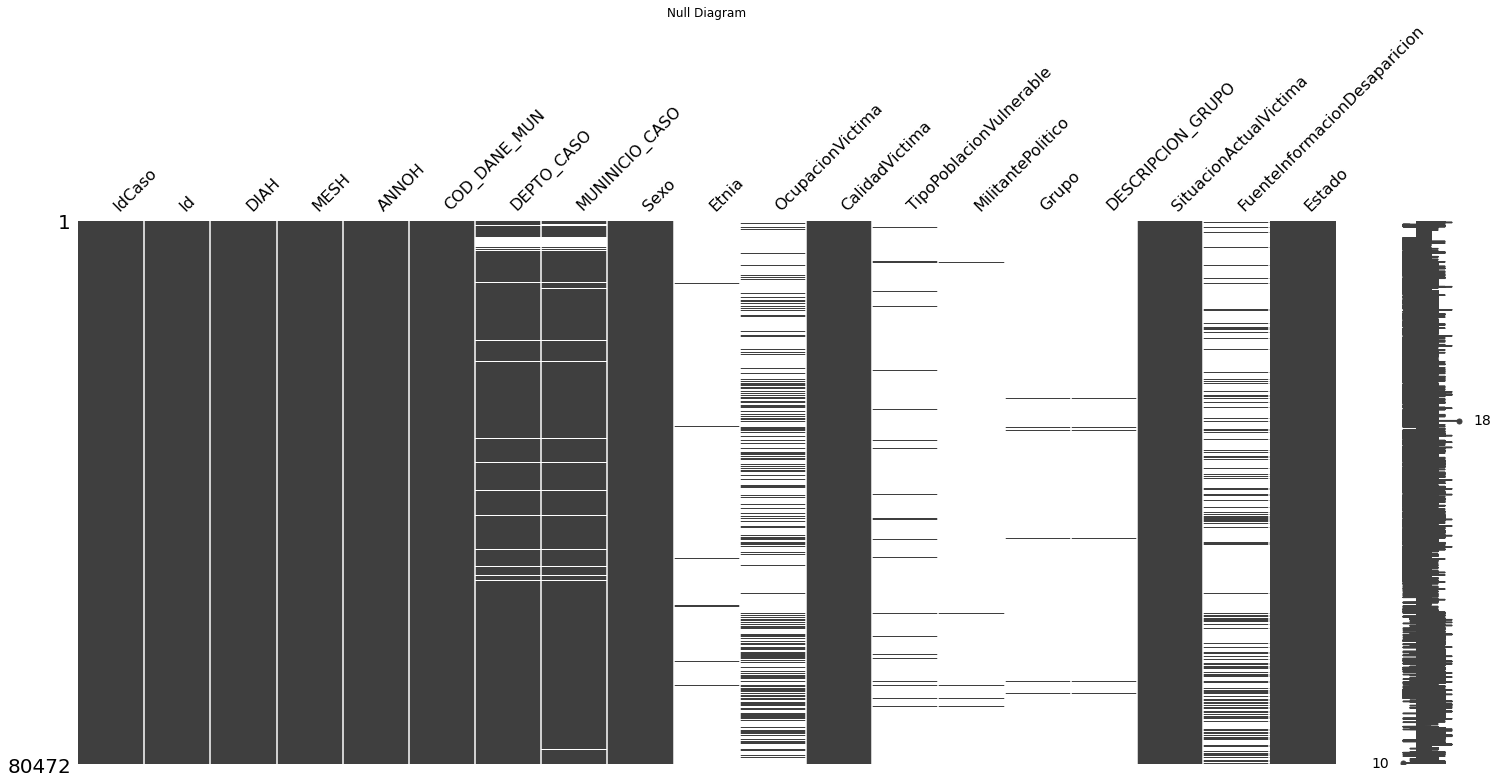 Null Diagram
IdCaso
Id
DIAH
MESH
ANNOH
COD_DANE_MUN
DEPTO_CASO
MUNINICIO_CASO
Sexo
Etnia
OcupacionVictima
CalidadVictima
TipoPoblacionVulnerable
MilitantePolitico
Grupo
DESCRIPCION_GRUPO
SituacionActualVictima
FuenteInformacionDesaparicion
Estado
1
18
80472
10